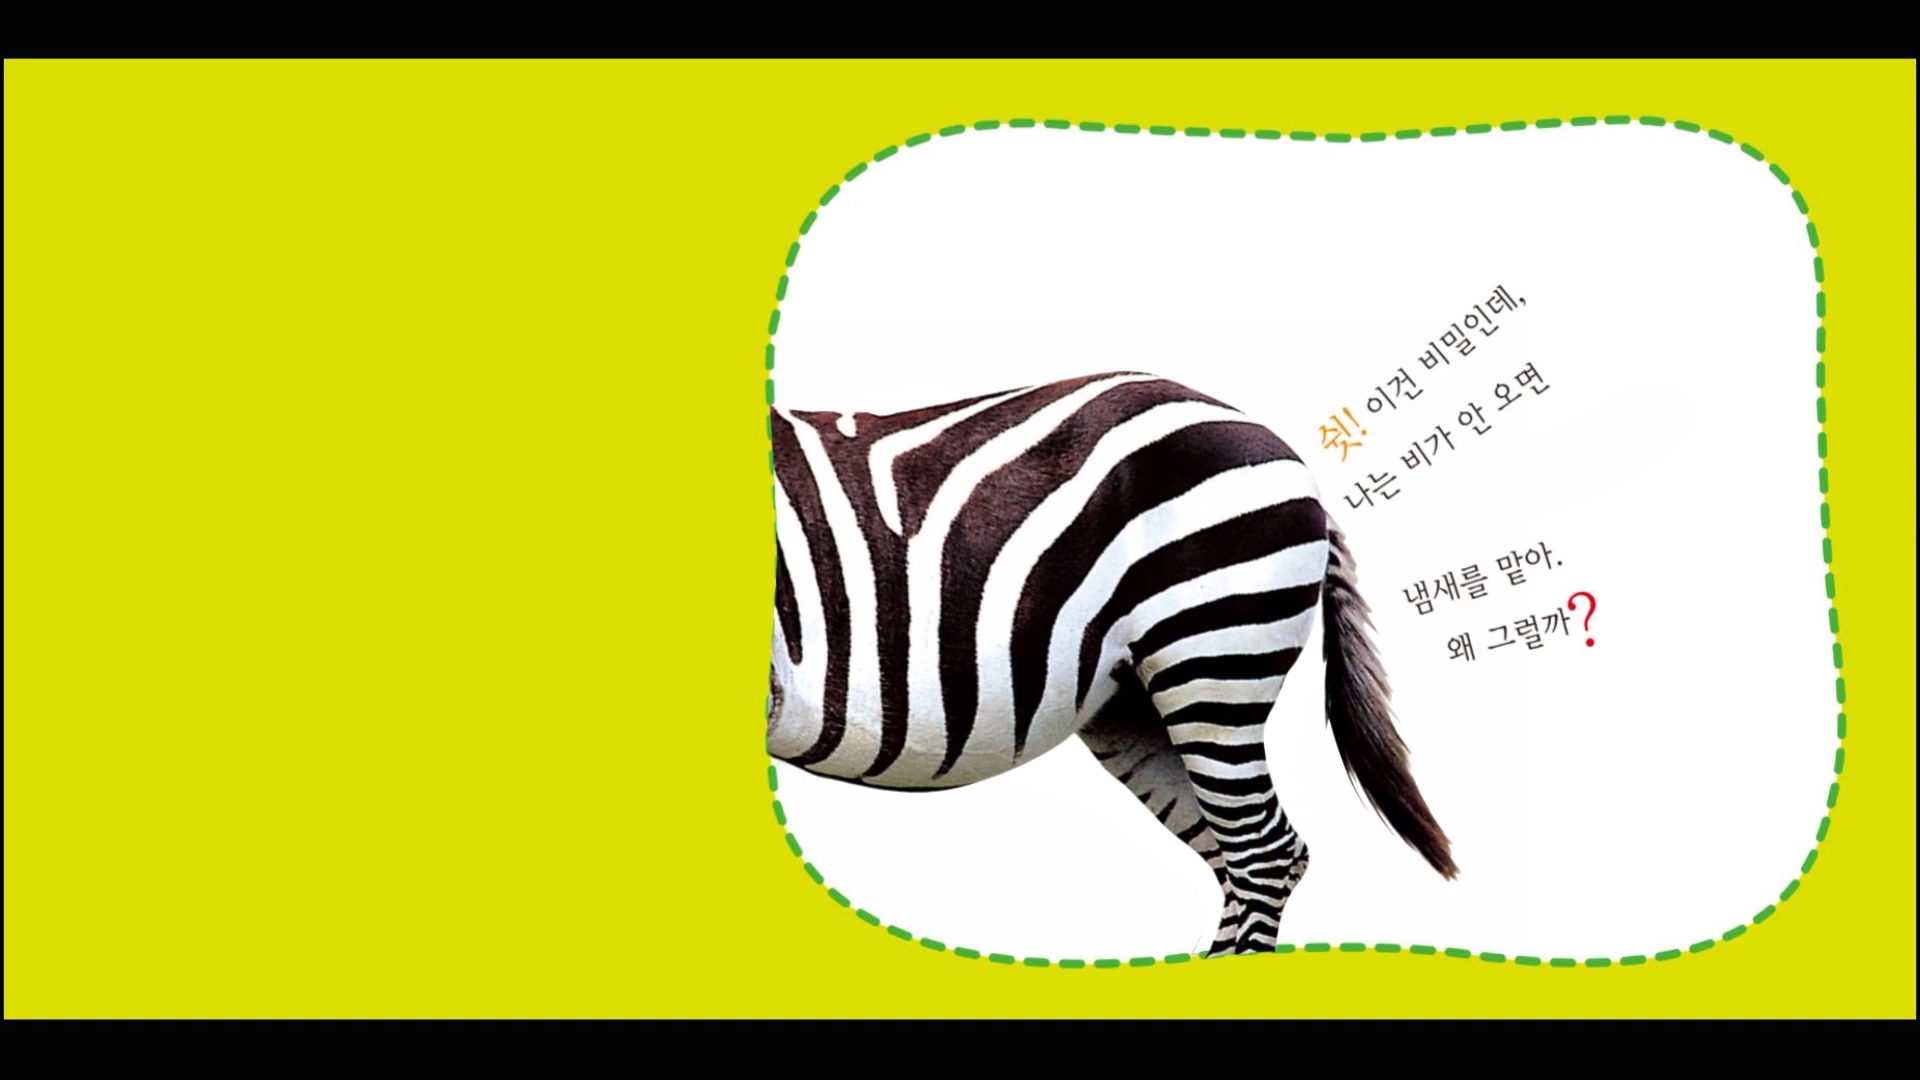 쉿! 이건 비밀인데,
나는 비가 안 오면
냄새를 맡아.
왜 그럴까?